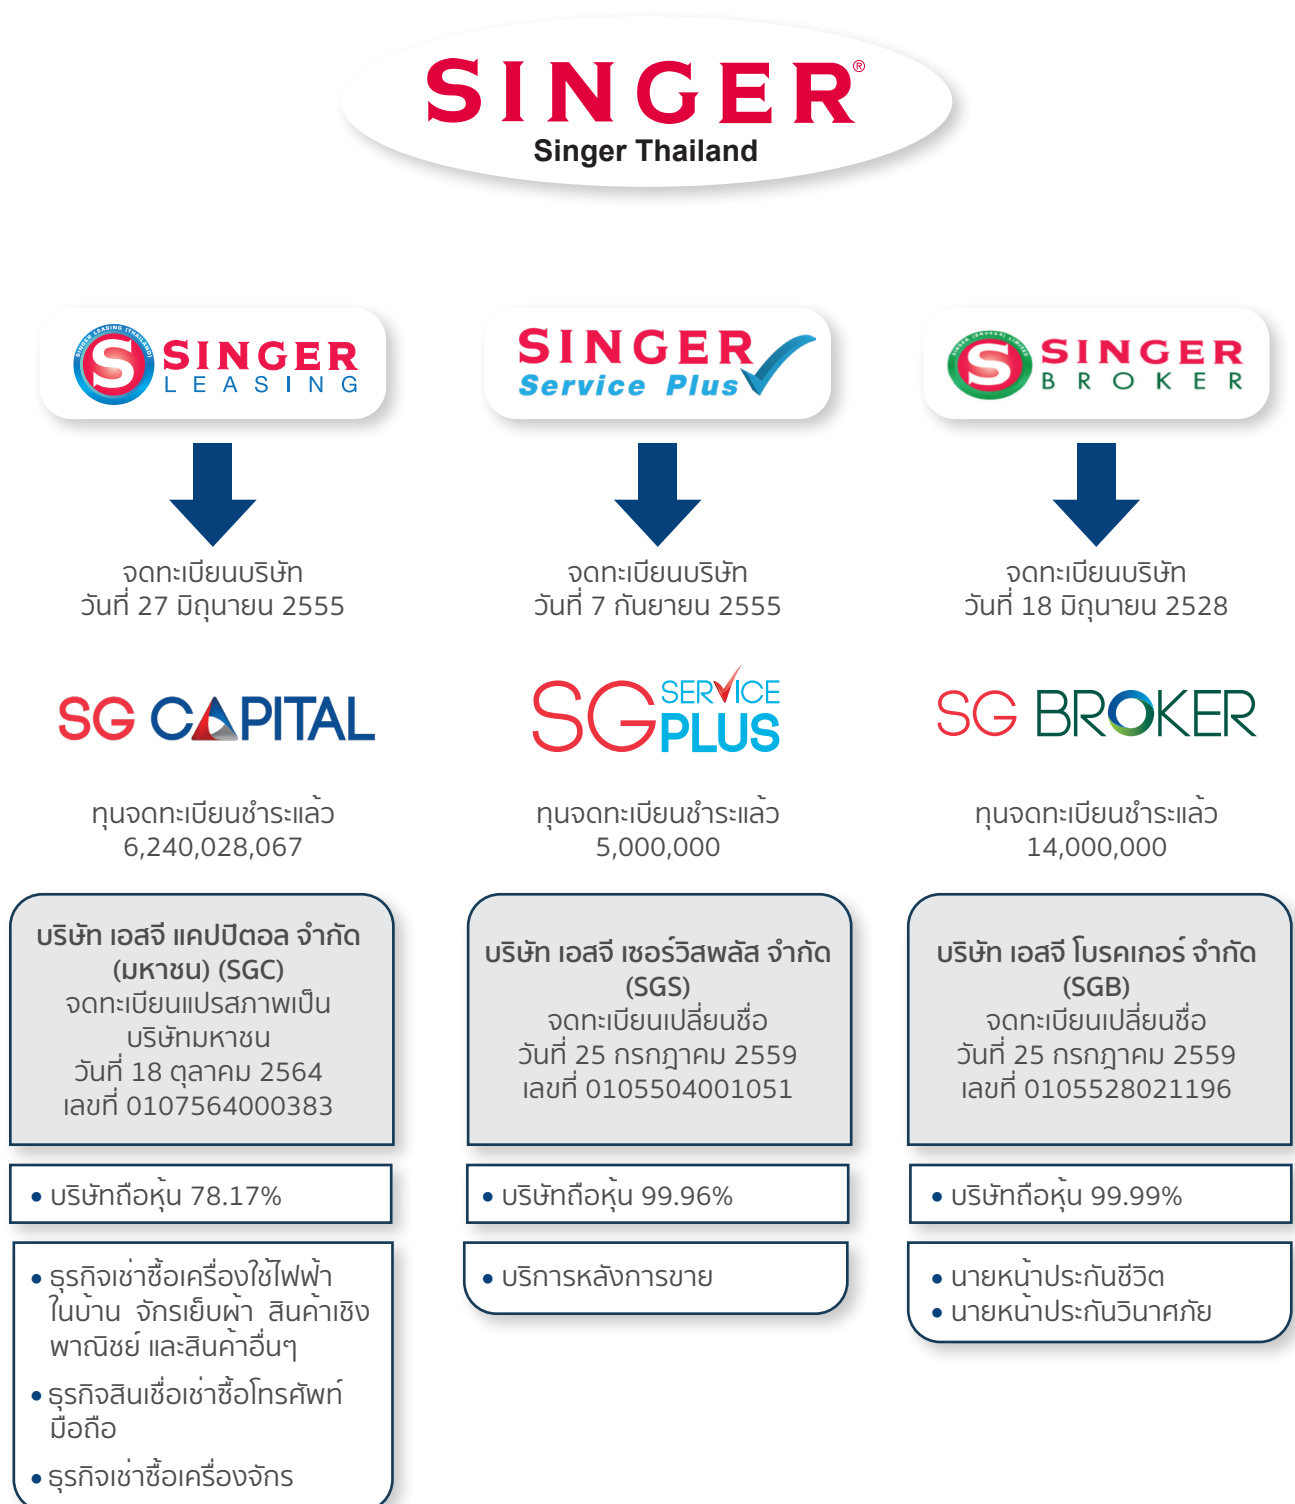 SINGER®
Singer Thailand
SINGER LEASING (THAILAND)
S
SINGER
LEASING
จดทะเบียนบริษัท
วันที่ 27 มิถุนายน 2555
SG CAPITAL
ทุนจดทะเบียนชำระแล้ว
6,240,028,067
บริษัท เอสจี แคปปิตอล จำกัด
(มหาชน) (SGC)
จดทะเบียนแปรสภาพเป็น
บริษัทมหาชน
วันที่ 18 ตุลาคม 2564
เลขที่ 0107564000383
• บริษัทถือหุ้น 78.17%
• ธุรกิจเช่าซื้อเครื่องใช้ไฟฟ้า
ในบ้าน จักรเย็บผ้า สินค้าเชิง
พาณิชย์ และสินค้าอื่นๆ
• ธุรกิจสินเชื่อเช่าซื้อโทรศัพท์
มือถือ
• ธุรกิจเช่าซื้อเครื่องจักร
SINGER
Service Plus
จดทะเบียนบริษัท
วันที่ 7 กันยายน 2555
SG SERVICE
PLUS
ทุนจดทะเบียนชำระแล้ว
5,000,000
บริษัท เอสจี เซอร์วิสพลัส จำกัด
(SGS)
จดทะเบียนเปลี่ยนชื่อ
วันที่ 25 กรกฎาคม 2559
เลขที่ 0105504001051
• บริษัทถือหุ้น 99.96%
• บริการหลังการขาย
S
SINGER
BROKER
จดทะเบียนบริษัท
วันที่ 18 มิถุนายน 2528
SG BROKER
ทุนจดทะเบียนชำระแล้ว
14,000,000
บริษัท เอสจี โบรคเกอร์ จำกัด
(SGB)
จดทะเบียนเปลี่ยนชื่อ
วันที่ 25 กรกฎาคม 2559
เลขที่ 0105528021196
• บริษัทถือหุ้น 99.99%
• นายหน้าประกันชีวิต
• นายหน้าประกันวินาศภัย